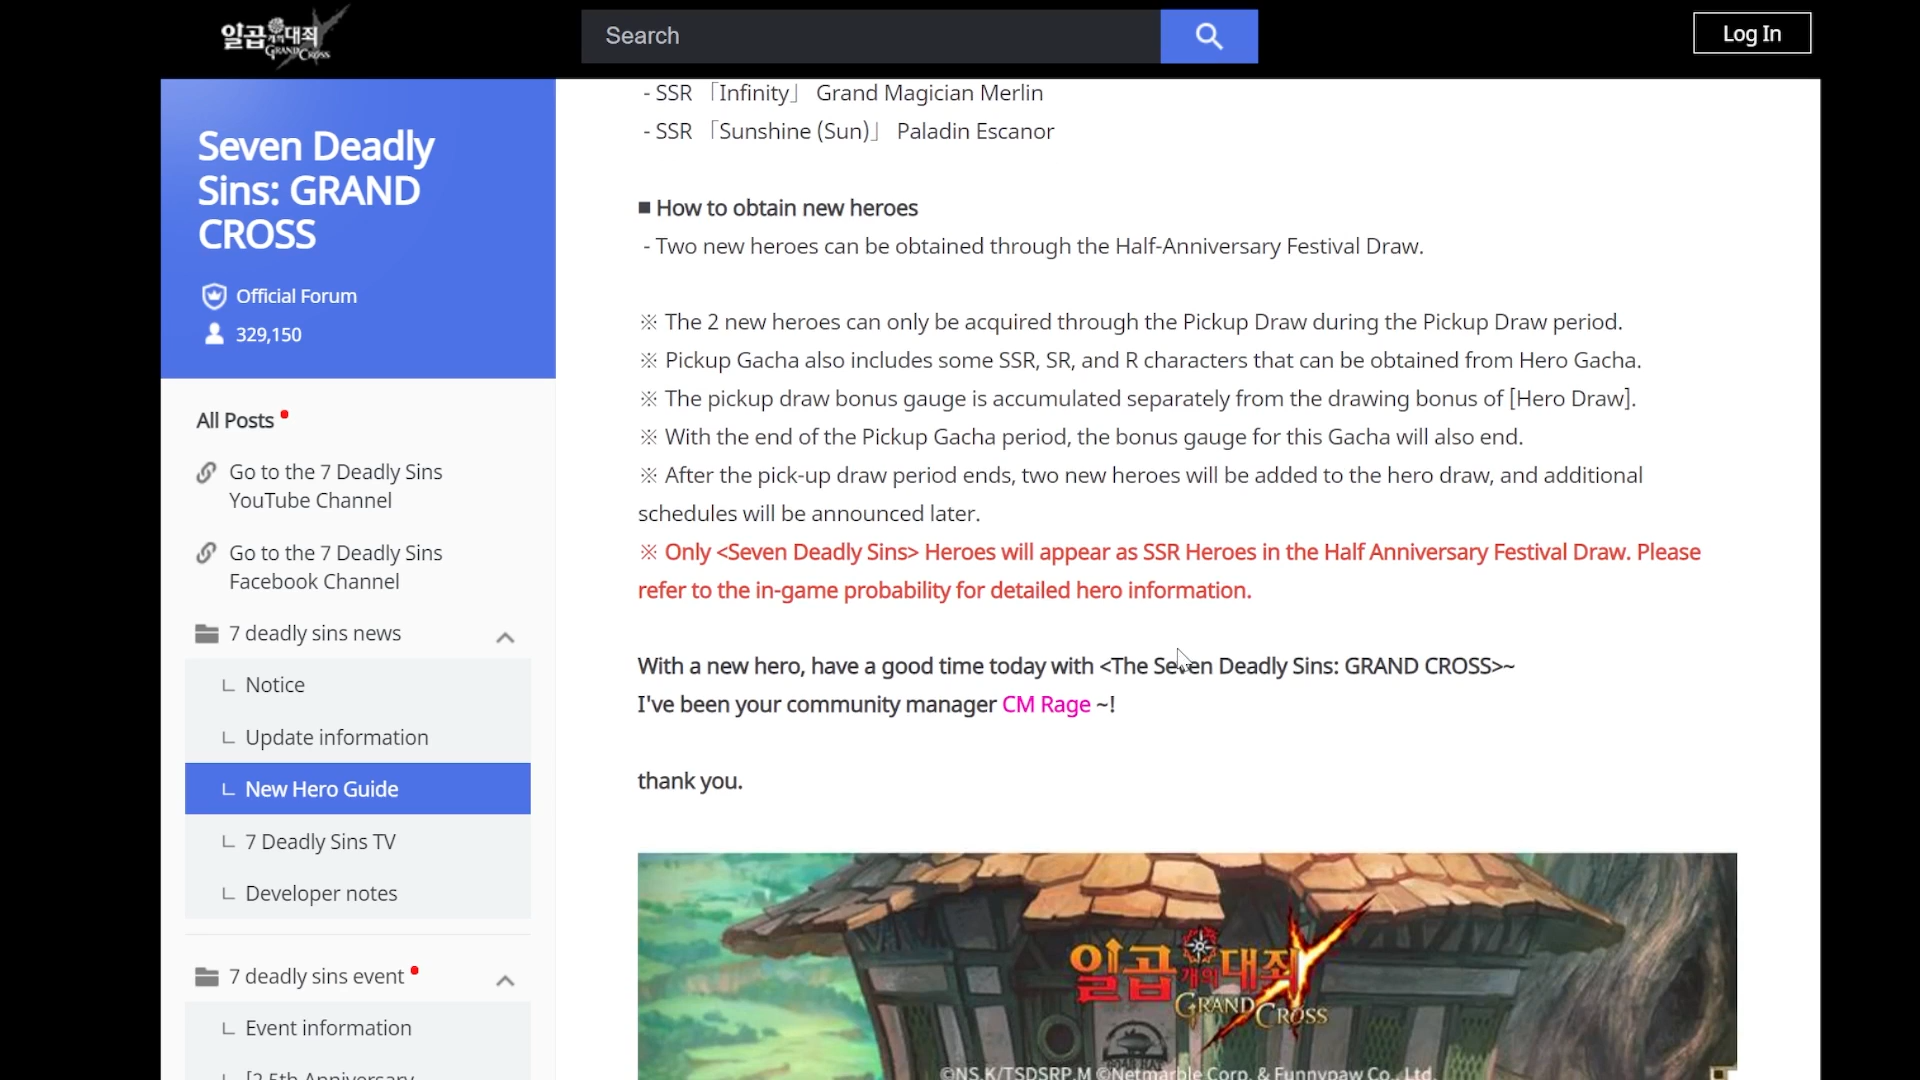 일곱개의대죄
GRAND CROSS
Search
Log In
Seven Deadly
Sins: GRAND
CROSS
Official Forum
329,150
All Posts
Go to the 7 Deadly Sins
YouTube Channel
Go to the 7 Deadly Sins
Facebook Channel
7 deadly sins news
Notice
Update information
New Hero Guide
7 Deadly Sins TV
Developer notes
7 deadly sins event
Event information
[2.5th Anniversary
- SSR 「Infinity」 Grand Magician Merlin
- SSR 「Sunshine (Sun)」 Paladin Escanor
■ How to obtain new heroes
- Two new heroes can be obtained through the Half-Anniversary Festival Draw.
※ The 2 new heroes can only be acquired through the Pickup Draw during the Pickup Draw period.
※ Pickup Gacha also includes some SSR, SR, and R characters that can be obtained from Hero Gacha.
※ The pickup draw bonus gauge is accumulated separately from the drawing bonus of [Hero Draw].
※ With the end of the Pickup Gacha period, the bonus gauge for this Gacha will also end.
※ After the pick-up draw period ends, two new heroes will be added to the hero draw, and additional
schedules will be announced later.
※ Only <Seven Deadly Sins> Heroes will appear as SSR Heroes in the Half Anniversary Festival Draw. Please
refer to the in-game probability for detailed hero information.
With a new hero, have a good time today with <The Seven Deadly Sins: GRAND CROSS>~
I've been your community manager CM Rage ~!
thank you.
일곱개의대죄
GRAND CROSS
©NS,K/TSDSRP,M ©Netmarble Corp. & Funnypaw Co., Ltd.